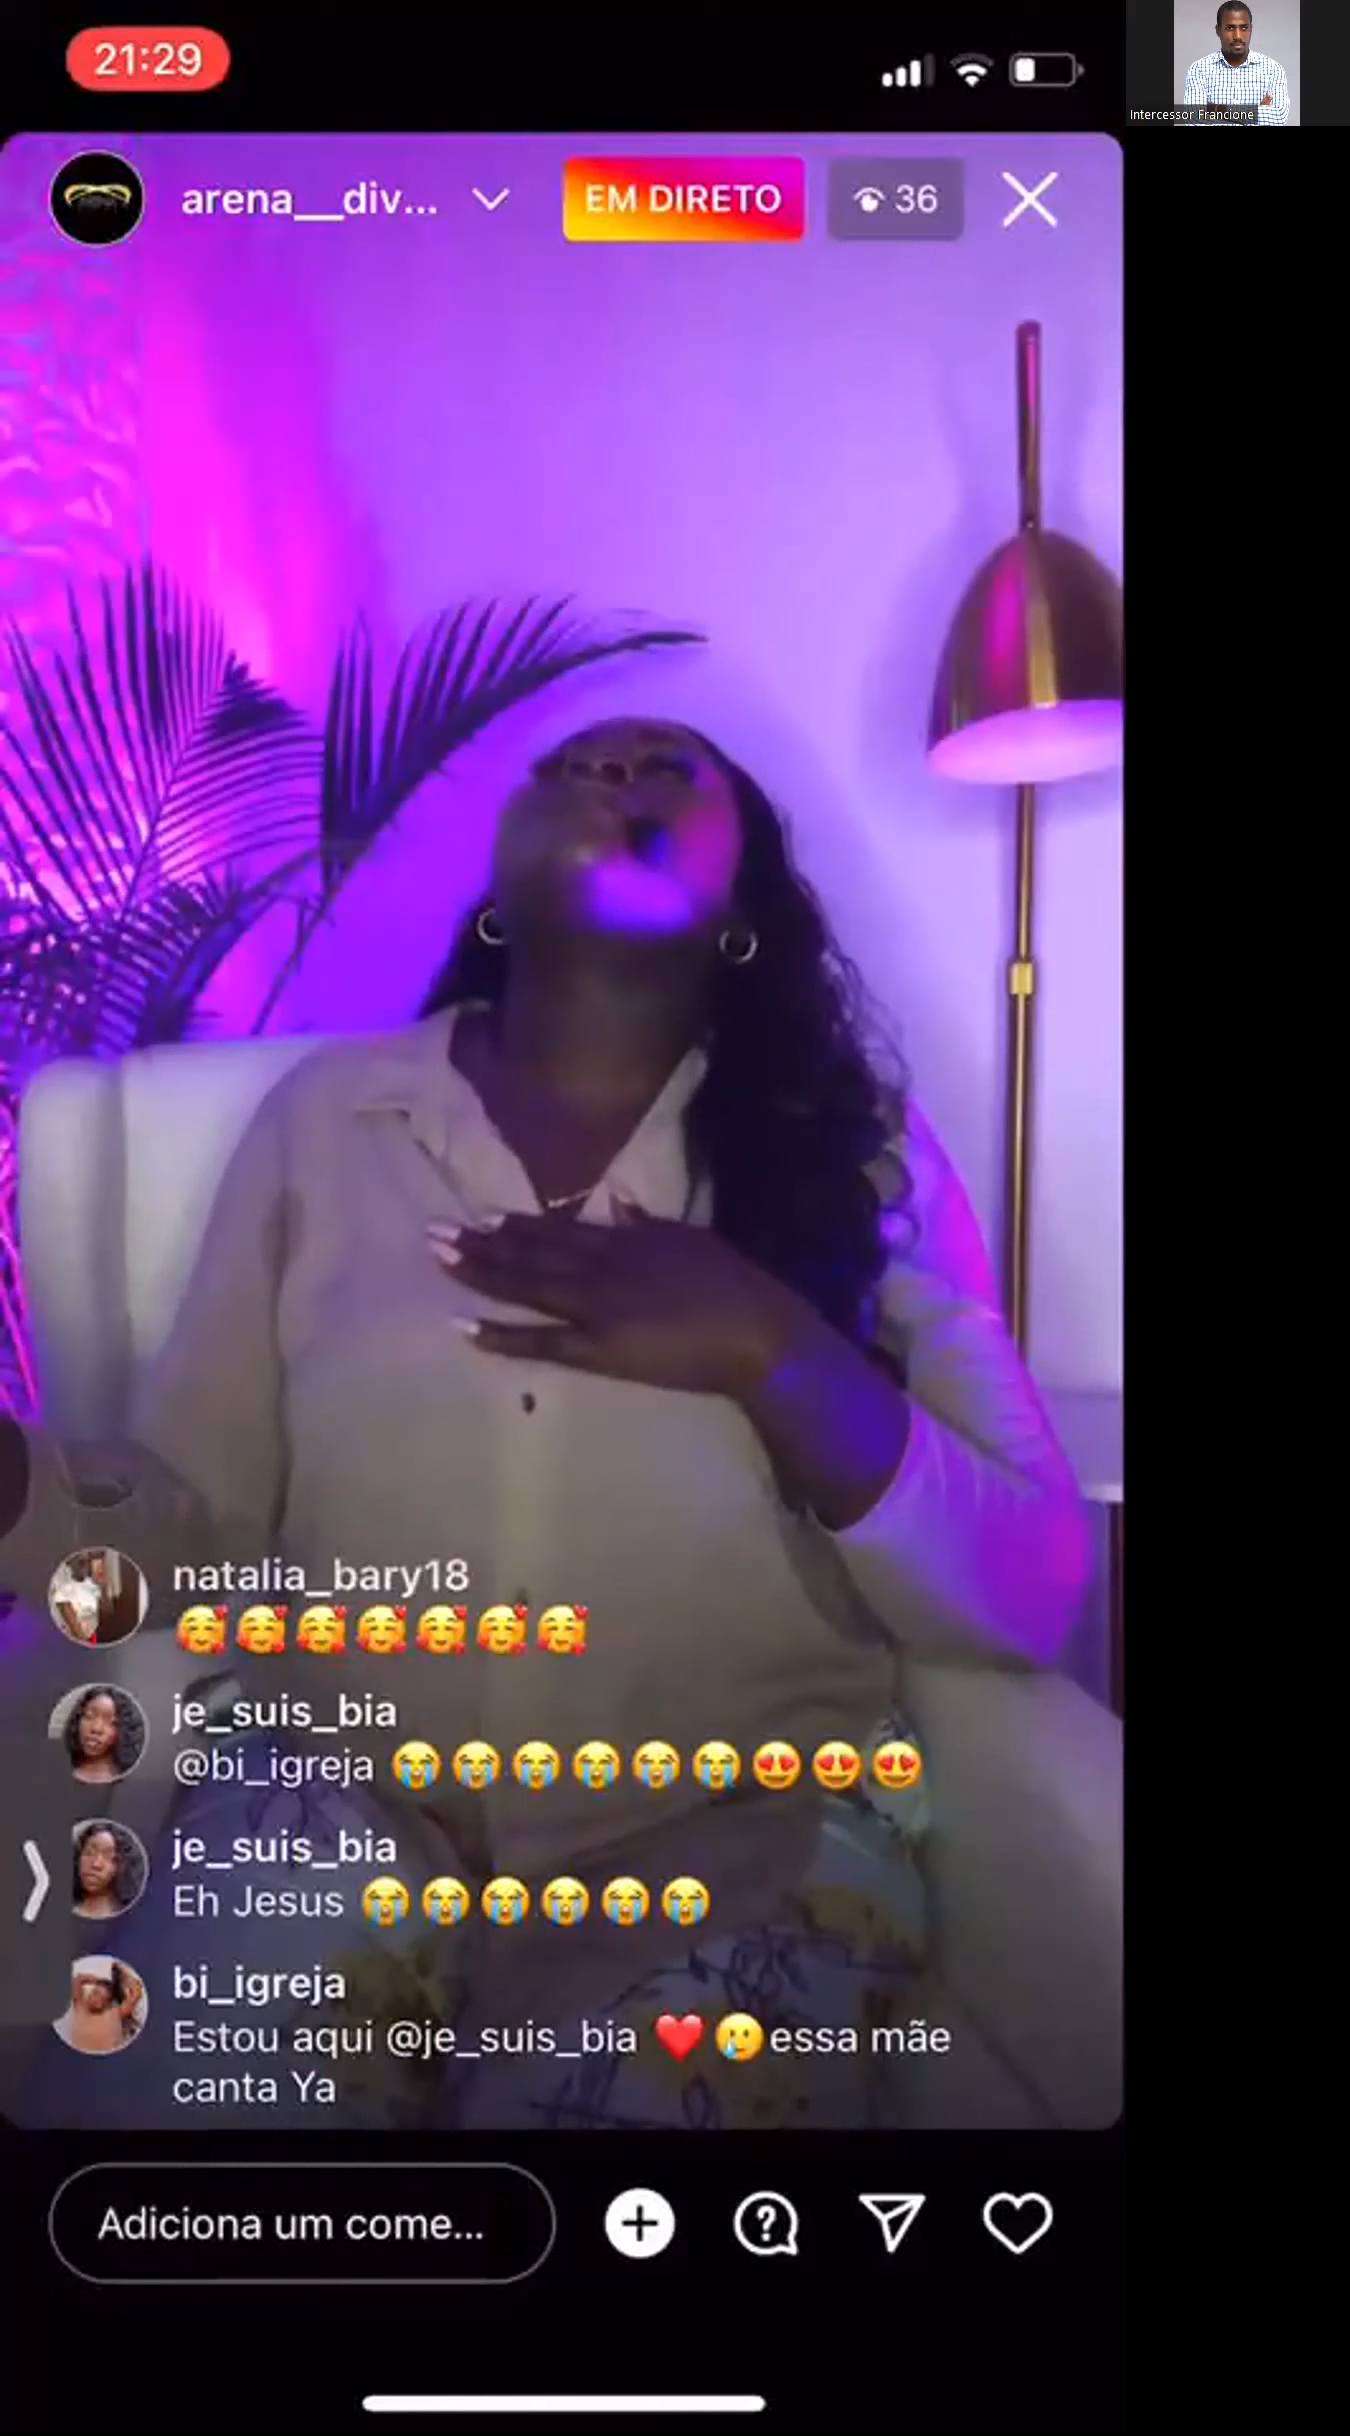 21:29
Intercessor Francione
arena__div...
EM DIRETO
36
natalia_bary18
🥰🥰🥰🥰🥰🥰🥰
je_suis_bia
@bi_igreja 😭😭😭😭😭😭😍😍😍
je_suis_bia
Eh Jesus 😭😭😭😭😭😭
bi_igreja
Estou aqui @je_suis_bia ❤️🥲essa mãe
canta Ya
Adiciona um come...